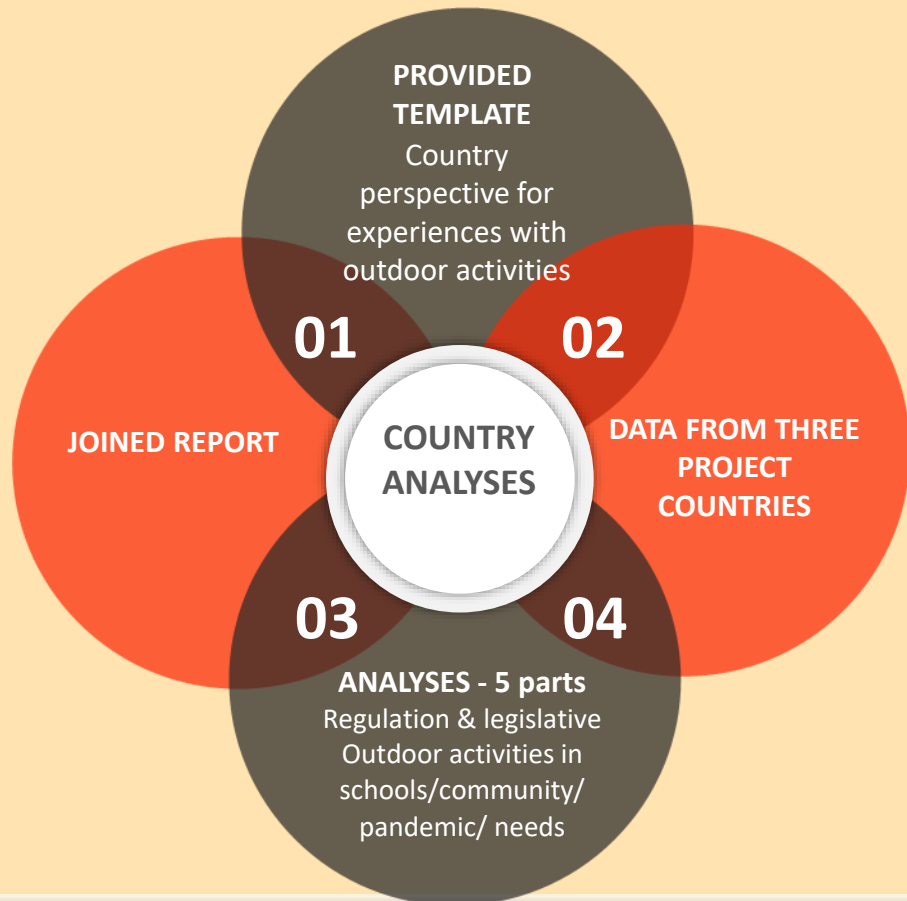 PROVIDED
TEMPLATE
Country
perspective for
experiences with
outdoor activities
01
02
JOINED REPORT
COUNTRY
ANALYSES
DATA FROM THREE
PROJECT
COUNTRIES
03
04
ANALYSES - 5 parts
Regulation & legislative
Outdoor activities in
schools/community/
pandemic/ needs